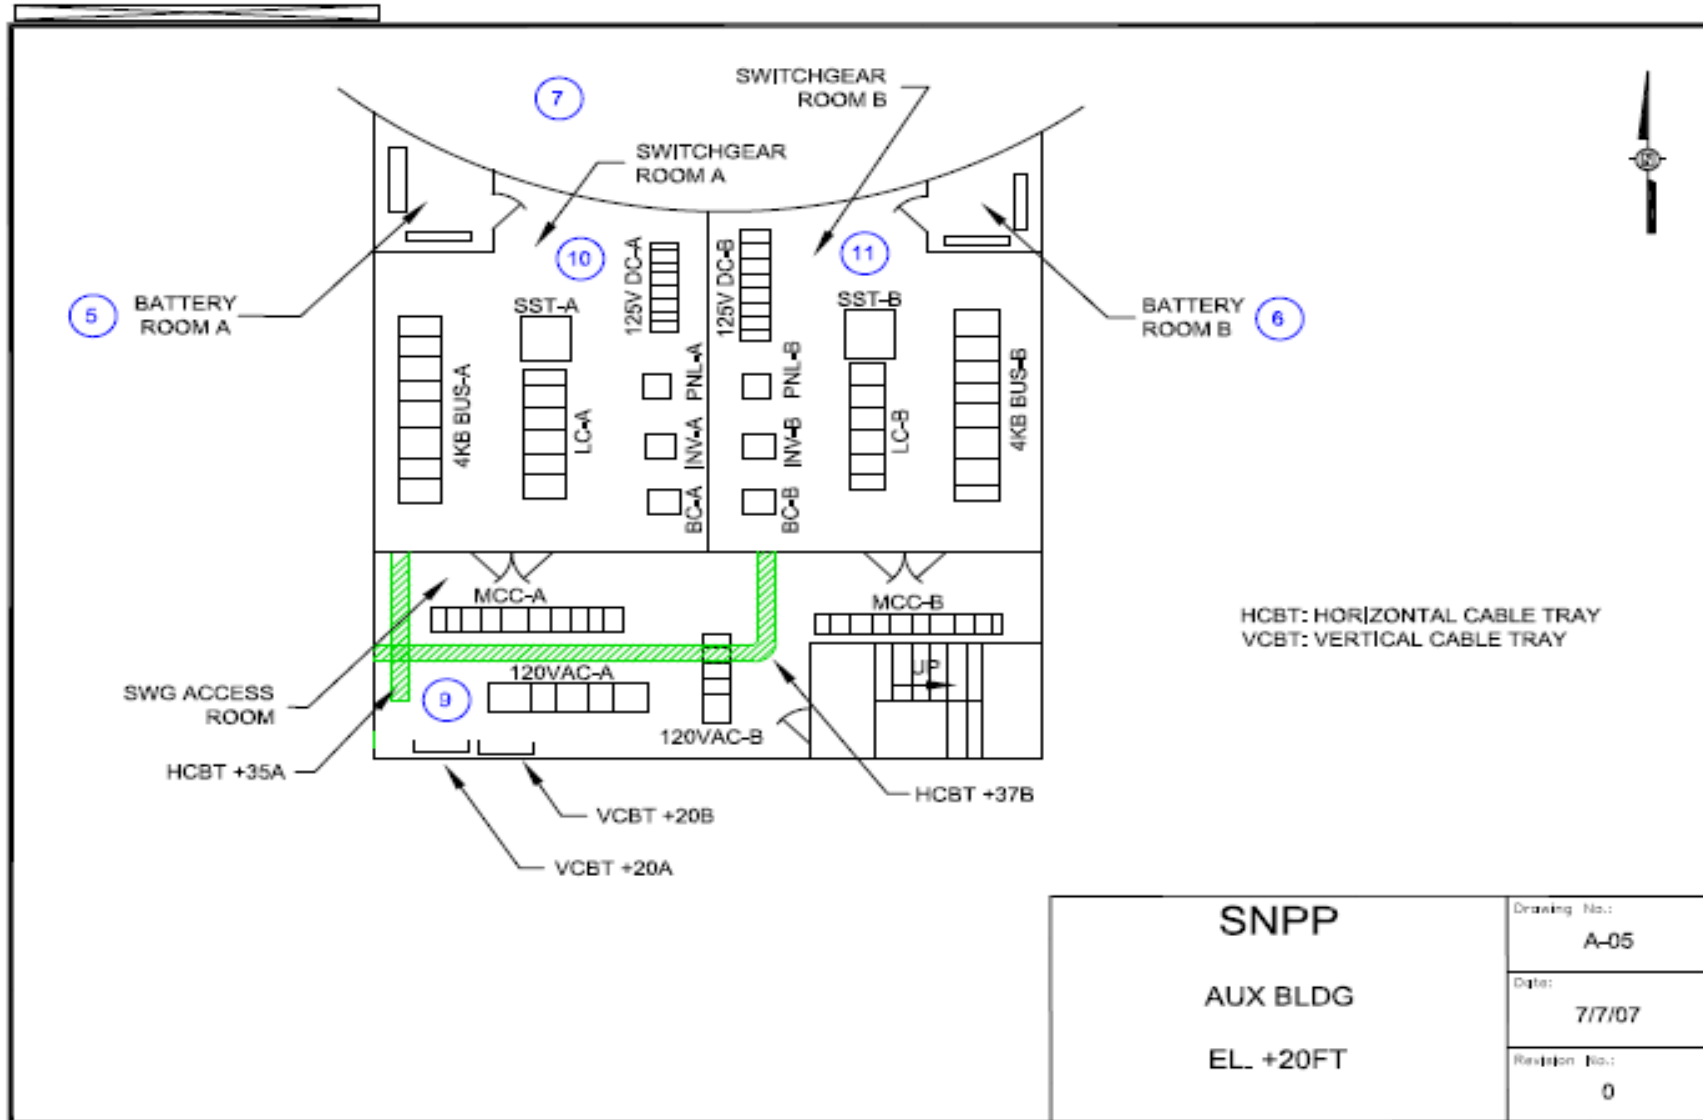 7
SWITCHGEAR
ROOM B
SWITCHGEAR
ROOM A
N
10
11
125V DC-A
125V DC-B
5
BATTERY
ROOM A
SST-A
SST-B
BATTERY
ROOM B
6
4KB BUS-A
LC-A
PNL-A
INV-A
BC-A
PNL-B
INV-B
BC-B
LC-B
4KB BUS-B
MCC-A
MCC-B
HCBT: HORIZONTAL CABLE TRAY
VCBT: VERTICAL CABLE TRAY
120VAC-A
UP
SWG ACCESS
ROOM
9
120VAC-B
HCBT +35A
HCBT +37B
VCBT +20B
VCBT +20A
SNPP
AUX BLDG
EL. +20FT
Drawing No.:
A-05
Date:
7/7/07
Revision No.:
0